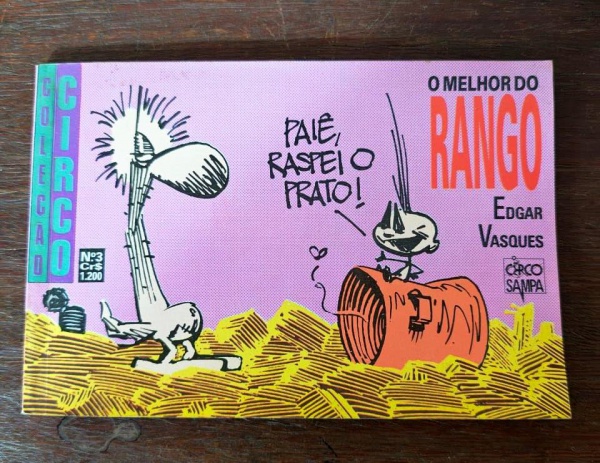 COLEÇÃO
CIRCO
Nº3
Cr$
1.200
PAIÊ,
RASPEI O
PRATO!
O MELHOR DO
RANGO
EDGAR
VASQUES
CIRCO
SAMPA